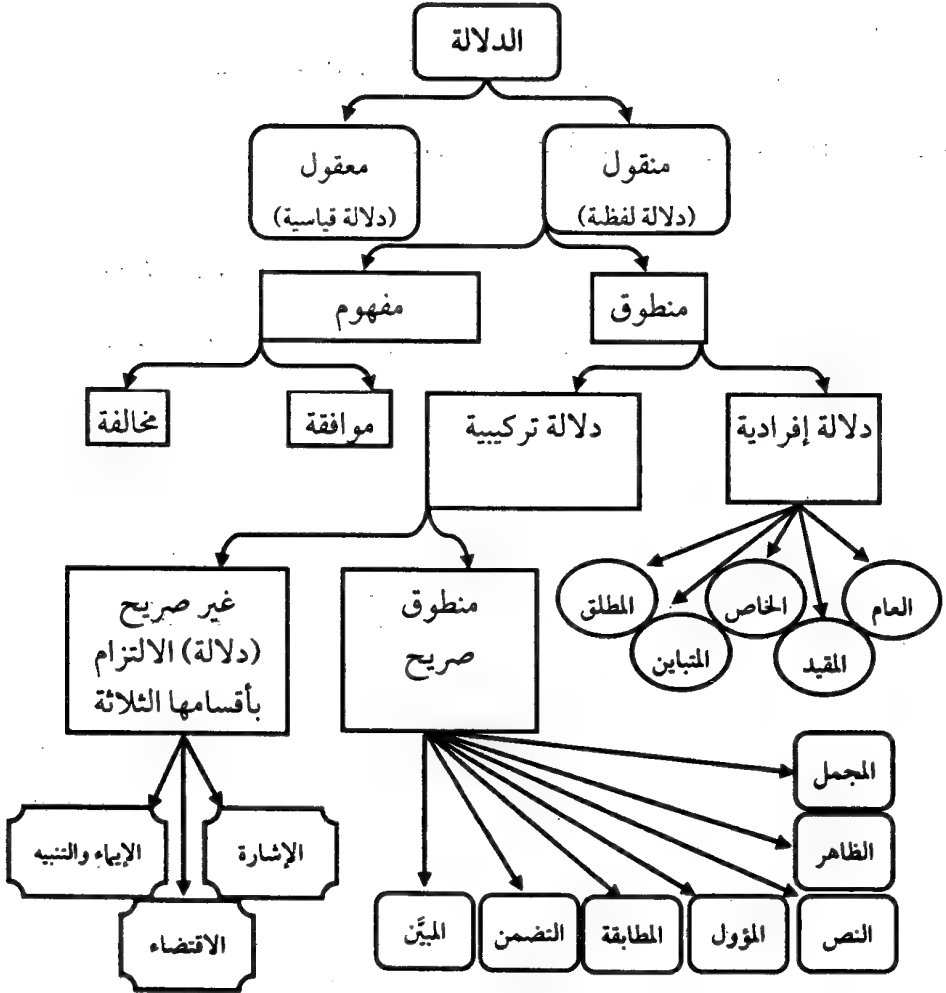 الدلالة
منقول
(دلالة لفظية)
معقول
(دلالة قياسية)
منطوق
مفهوم
دلالة إفرادية
دلالة تركيبية
موافقة
مخالفة
العام
المقيد
الخاص
المتباين
المطلق
منطوق
صريح
غير صريح
(دلالة) الالتزام
بأقسامها الثلاثة
المجمل
الظاهر
النص
المؤول
المطابقة
التضمن
المبيَّن
الإشارة
الاقتضاء
الإيماء والتنبيه